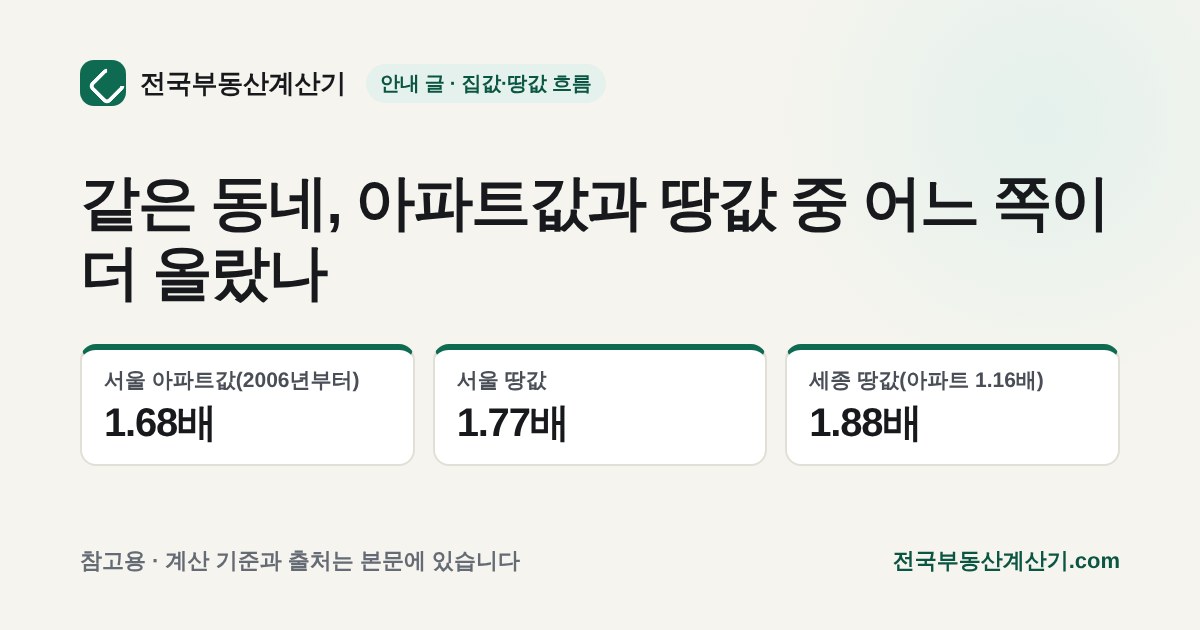 전국부동산계산기
안내 글 · 집값·땅값 흐름
같은 동네, 아파트값과 땅값 중 어느 쪽이
더 올랐나
서울 아파트값(2006년부터)
1.68배
서울 땅값
1.77배
세종 땅값(아파트 1.16배)
1.88배
참고용 · 계산 기준과 출처는 본문에 있습니다
전국부동산계산기.com